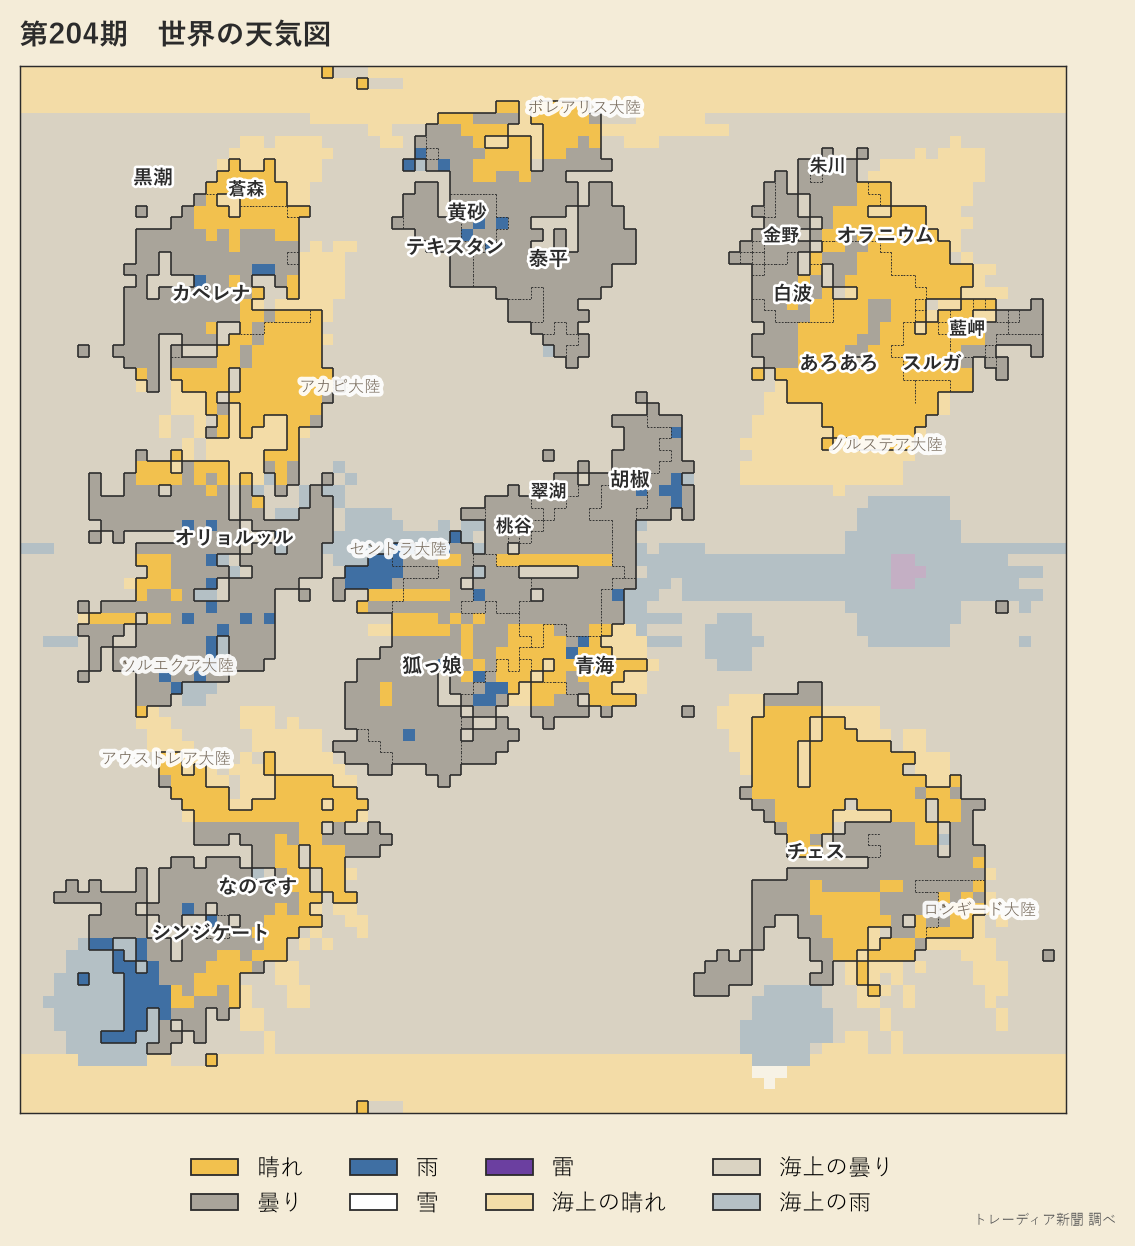 第204期　世界の天気図
ボレアリス大陸
朱川
黒潮
蒼森
黄砂
金野
オラニウム
テキスタン
泰平
カペレナ
白波
藍岬
あろあろ
スルガ
アカピ大陸
ノルステア大陸
胡椒
翠湖
桃谷
オリョルッル
セントラ大陸
ソルエクア大陸
狐っ娘
青海
アウストレア大陸
チェス
なのです
ロンギード大陸
シンジケート
晴れ
雨
雷
海上の曇り
曇り
雪
海上の晴れ
海上の雨
トレーディア新聞 調べ